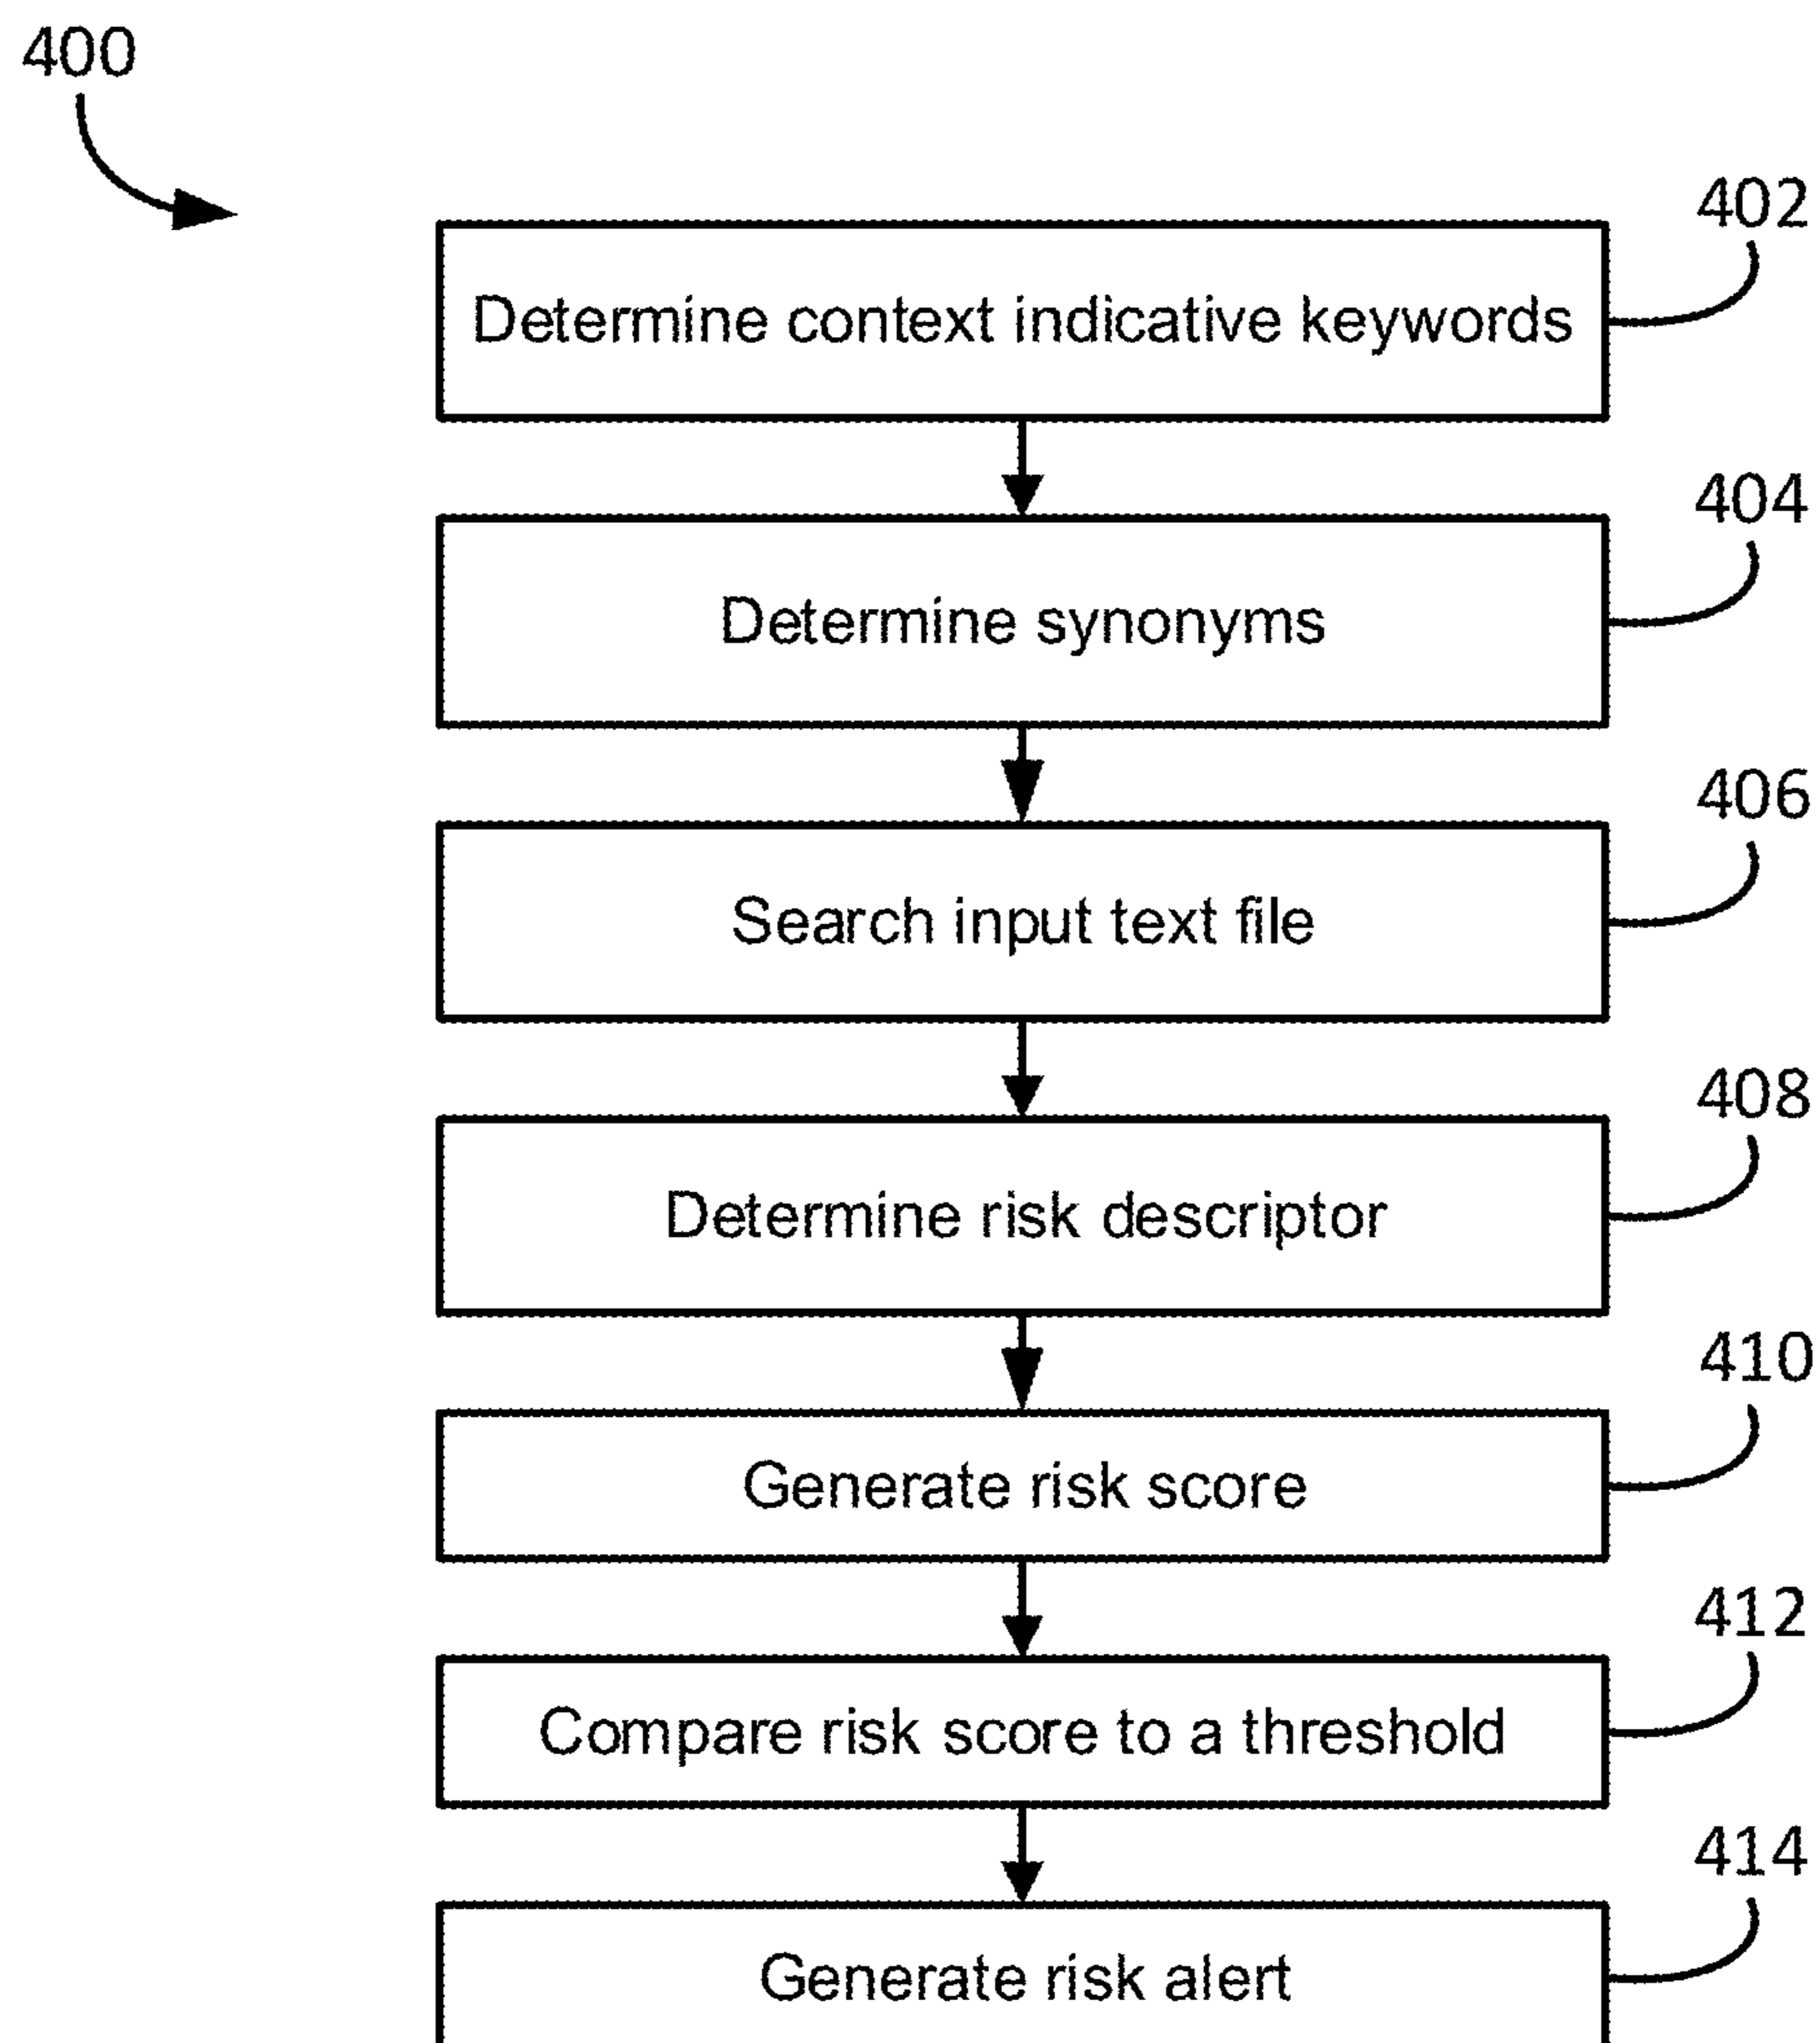 400
402
Determine context indicative keywords
404
Determine synonyms
406
Search input text file
408
Determine risk descriptor
410
Generate risk score
412
Compare risk score to a threshold
414
Generate risk alert